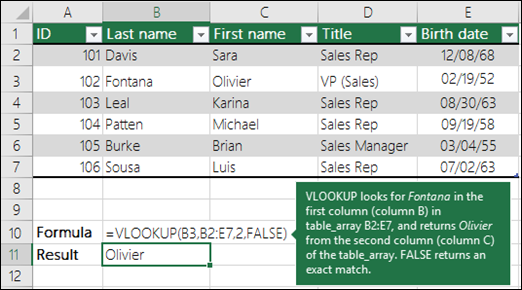 A B C D E
1 ID Last name First name Title Birth date
2 101 Davis Sara Sales Rep 12/08/68
3 102 Fontana Olivier VP (Sales) 02/19/52
4 103 Leal Karina Sales Rep 08/30/63
5 104 Patten Michael Sales Rep 09/19/58
6 105 Burke Brian Sales Manager 03/04/55
7 106 Sousa Luis Sales Rep 07/02/63
8
9
10 Formula =VLOOKUP(B3,B2:E7,2,FALSE)
11 Result Olivier
12
VLOOKUP looks for Fontana in the
first column (column B) in
table_array B2:E7, and returns Olivier
from the second column (column C)
of the table_array. FALSE returns an
exact match.